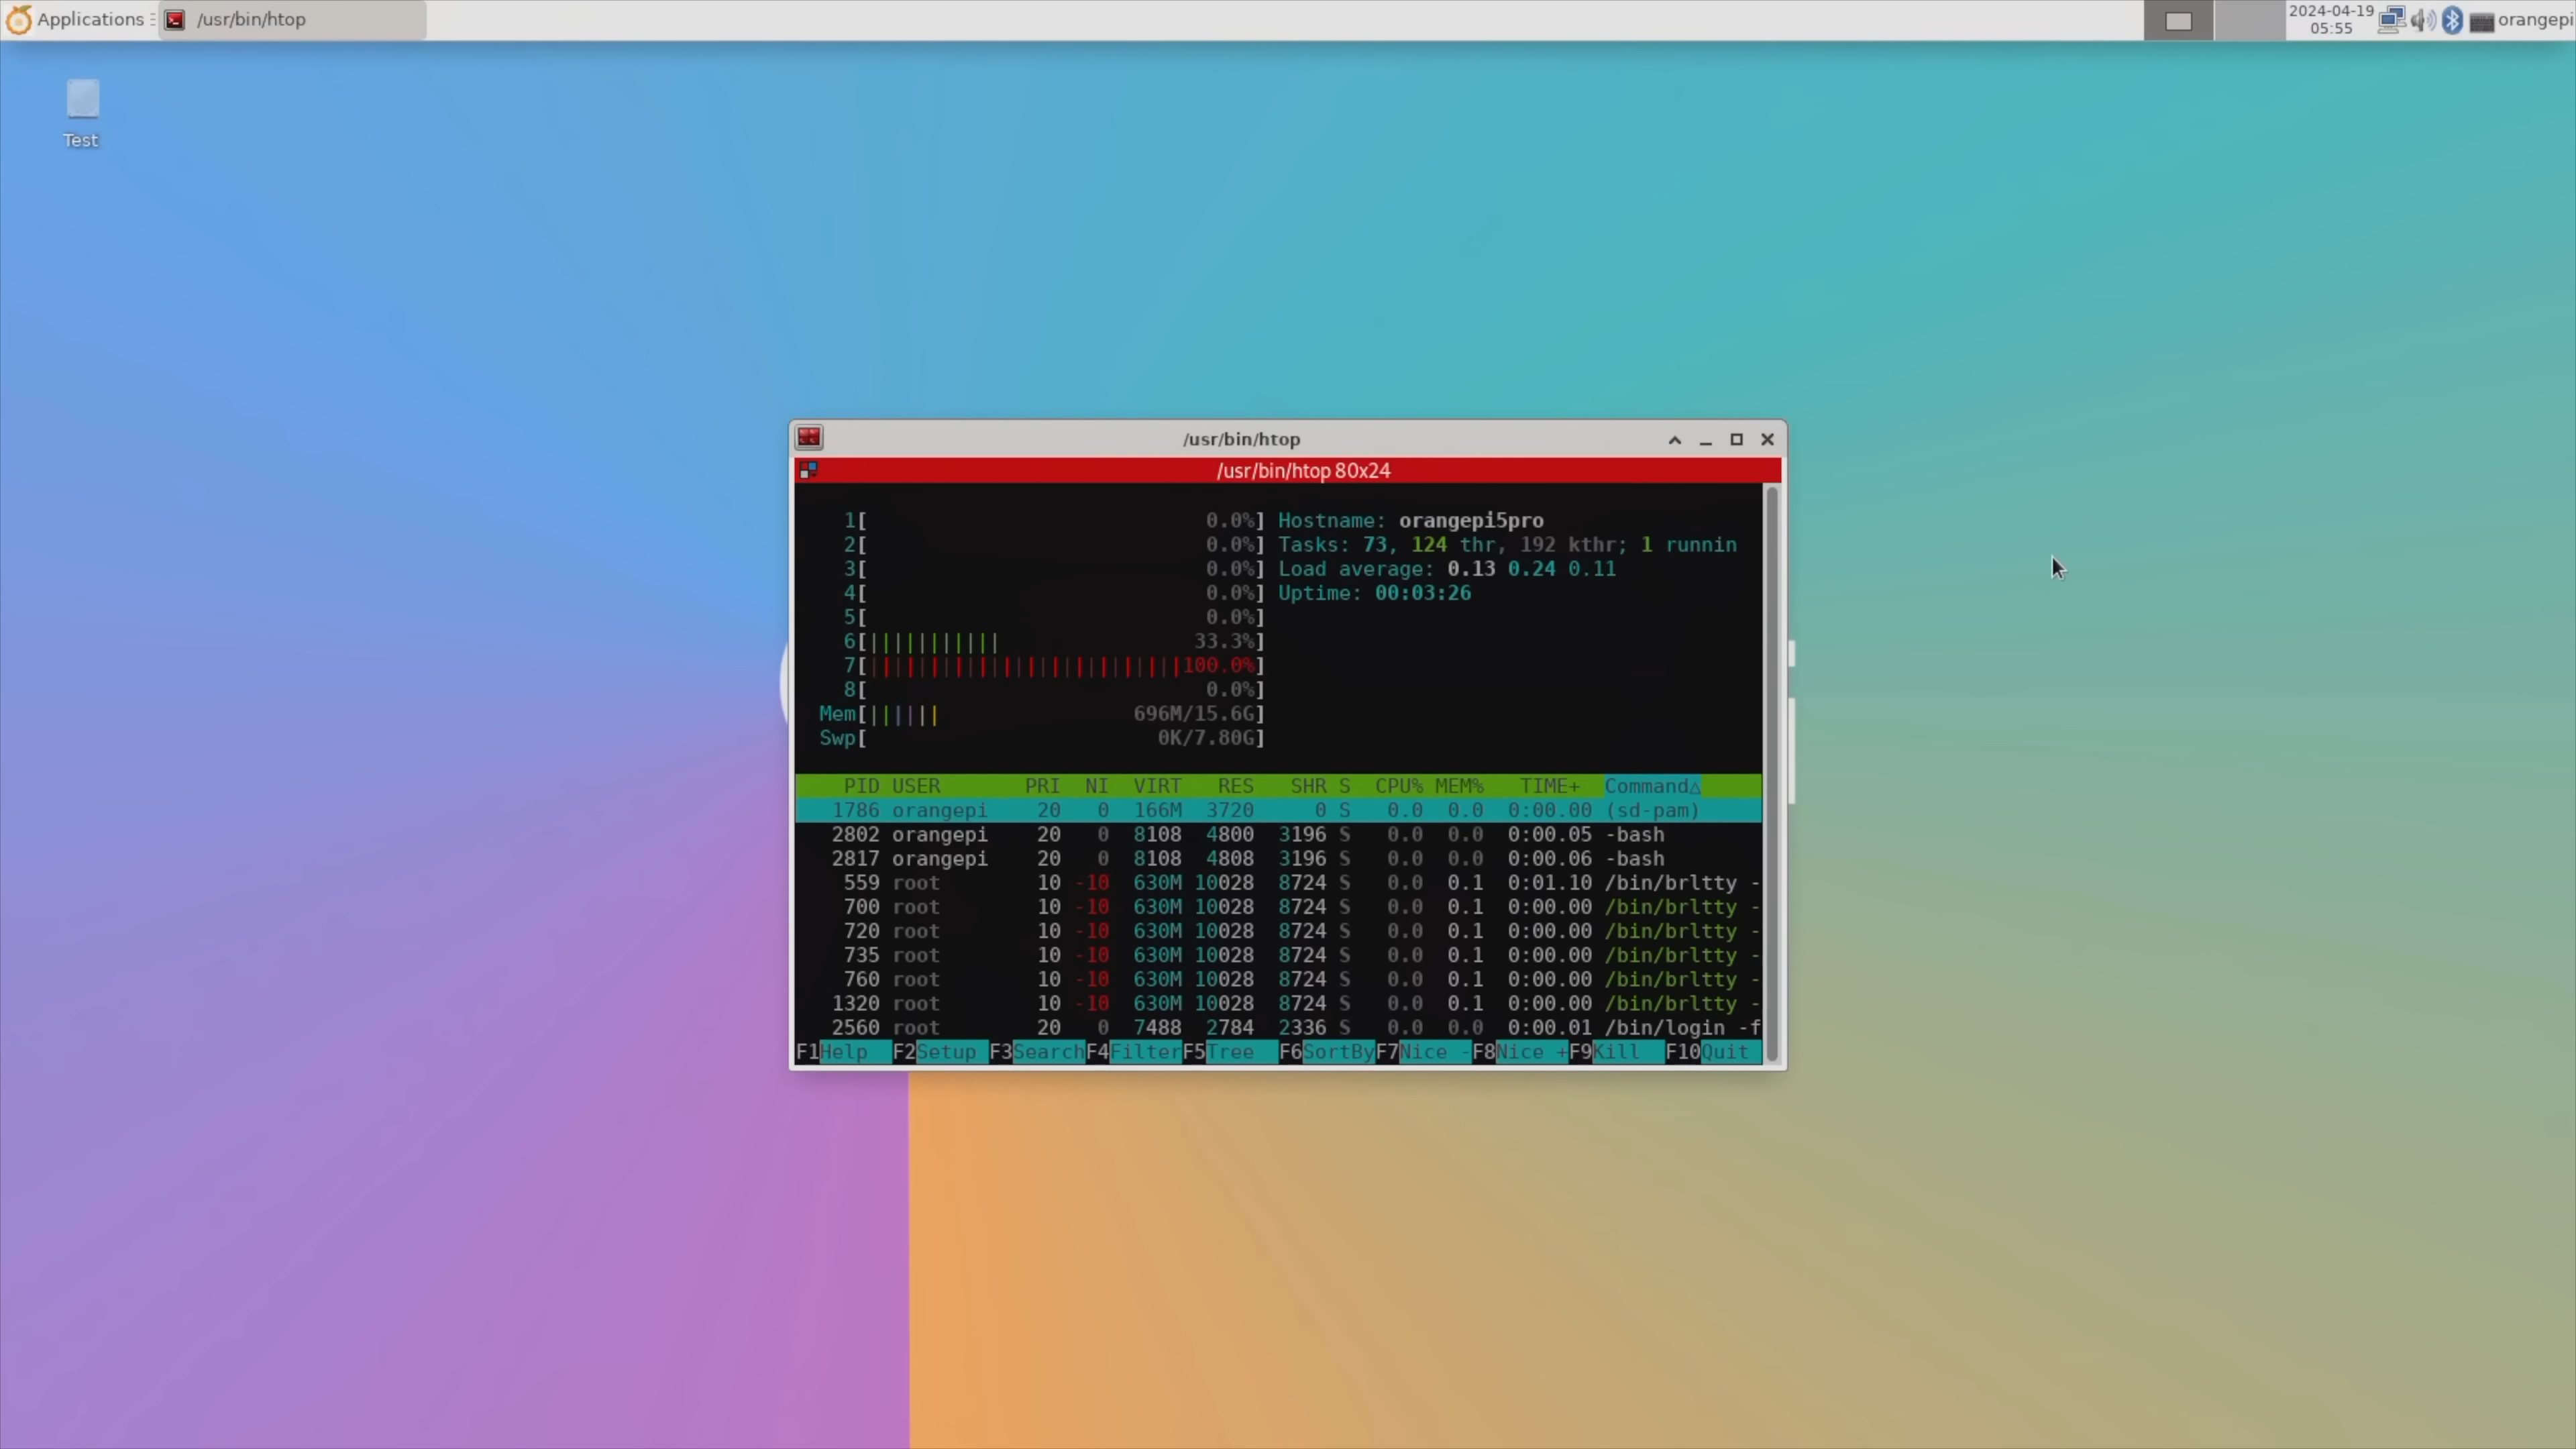 Applications /usr/bin/htop 2024-04-19 orangepi
05:55
Test
/usr/bin/htop
/usr/bin/htop 80x24
1[ 0.0%] Hostname: orangepi5pro
2[ 0.0%] Tasks: 73, 124 thr, 192 kthr; 1 runnin
3[ 0.0%] Load average: 0.13 0.24 0.11
4[ 0.0%] Uptime: 00:03:26
5[ 0.0%]
6[||||||||||| 33.3%]
7[||||||||||||||||||||||||||100.0%]
8[ 0.0%]
Mem[|||||| 696M/15.6G]
Swp[ 0K/7.80G]
PID USER PRI NI VIRT RES SHR S CPU% MEM% TIME+ Command△
1786 orangepi 20 0 166M 3720 0 S 0.0 0.0 0:00.00 (sd-pam)
2802 orangepi 20 0 8108 4800 3196 S 0.0 0.0 0:00.05 -bash
2817 orangepi 20 0 8108 4808 3196 S 0.0 0.0 0:00.06 -bash
559 root 10 -10 630M 10028 8724 S 0.0 0.1 0:01.10 /bin/brltty -
700 root 10 -10 630M 10028 8724 S 0.0 0.1 0:00.00 /bin/brltty -
720 root 10 -10 630M 10028 8724 S 0.0 0.1 0:00.00 /bin/brltty -
735 root 10 -10 630M 10028 8724 S 0.0 0.1 0:00.00 /bin/brltty -
760 root 10 -10 630M 10028 8724 S 0.0 0.1 0:00.00 /bin/brltty -
1320 root 10 -10 630M 10028 8724 S 0.0 0.1 0:00.00 /bin/brltty -
2560 root 20 0 7488 2784 2336 S 0.0 0.0 0:00.01 /bin/login -f
F1Help F2Setup F3SearchF4FilterF5Tree F6SortByF7Nice -F8Nice +F9Kill F10Quit